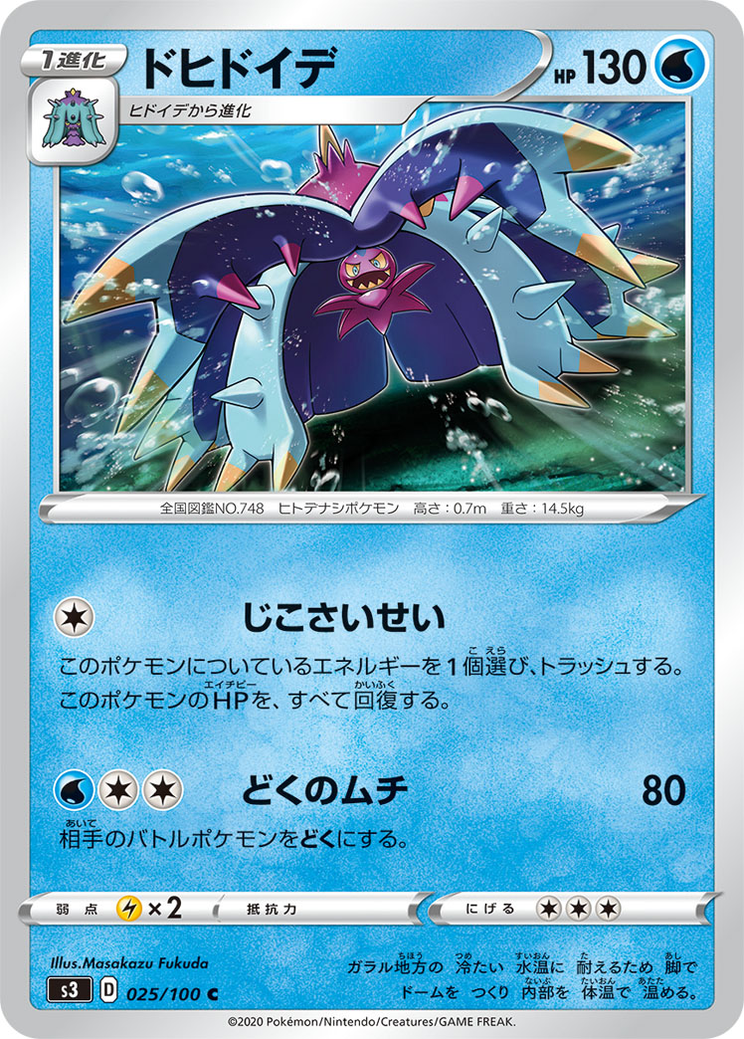 1進化
ドヒドイデ
HP 130
ヒドイデから進化
全国図鑑NO.748 ヒトデナシポケモン 高さ:0.7m 重さ:14.5kg
じこさいせい
このポケモンについているエネルギーを1個選び、トラッシュする。
このポケモンのHPを、すべて回復する。
どくのムチ 80
相手のバトルポケモンをどくにする。
弱点 ×2 抵抗力 にげる
Illus.Masakazu Fukuda
ガラル地方の 冷たい 水温に 耐えるため 脚で
ドームを つくり 内部を 体温で 温める。
s3 D 025/100 C
©2020 Pokémon/Nintendo/Creatures/GAME FREAK.